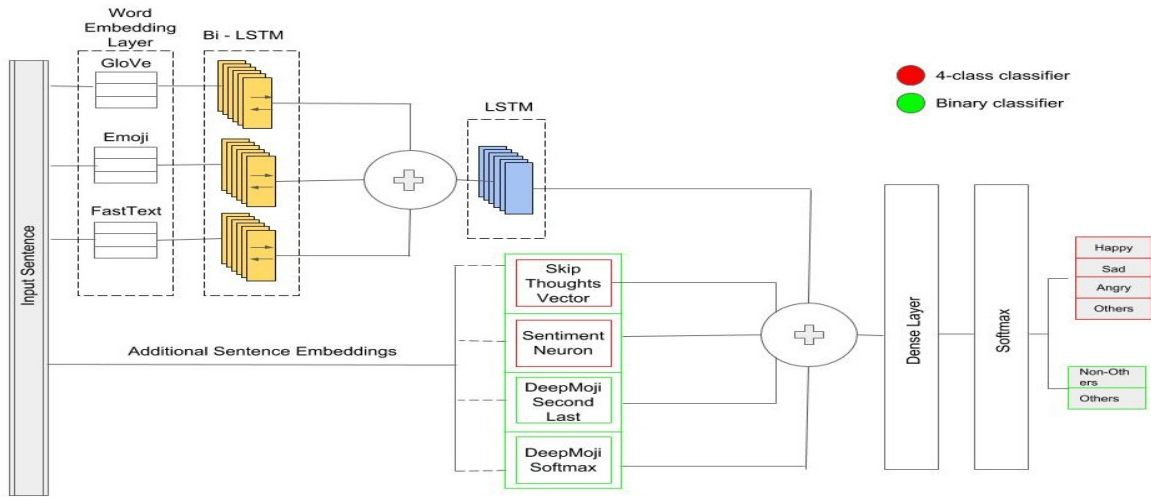 Word
Embedding
Layer
GloVe
Emoji
FastText
Bi - LSTM
LSTM
4-class classifier
Binary classifier
Input Sentence
Additional Sentence Embeddings
Skip
Thoughts
Vector
Sentiment
Neuron
DeepMoji
Second
Last
DeepMoji
Softmax
Dense Layer
Softmax
Happy
Sad
Angry
Others
Non-Oth
ers
Others